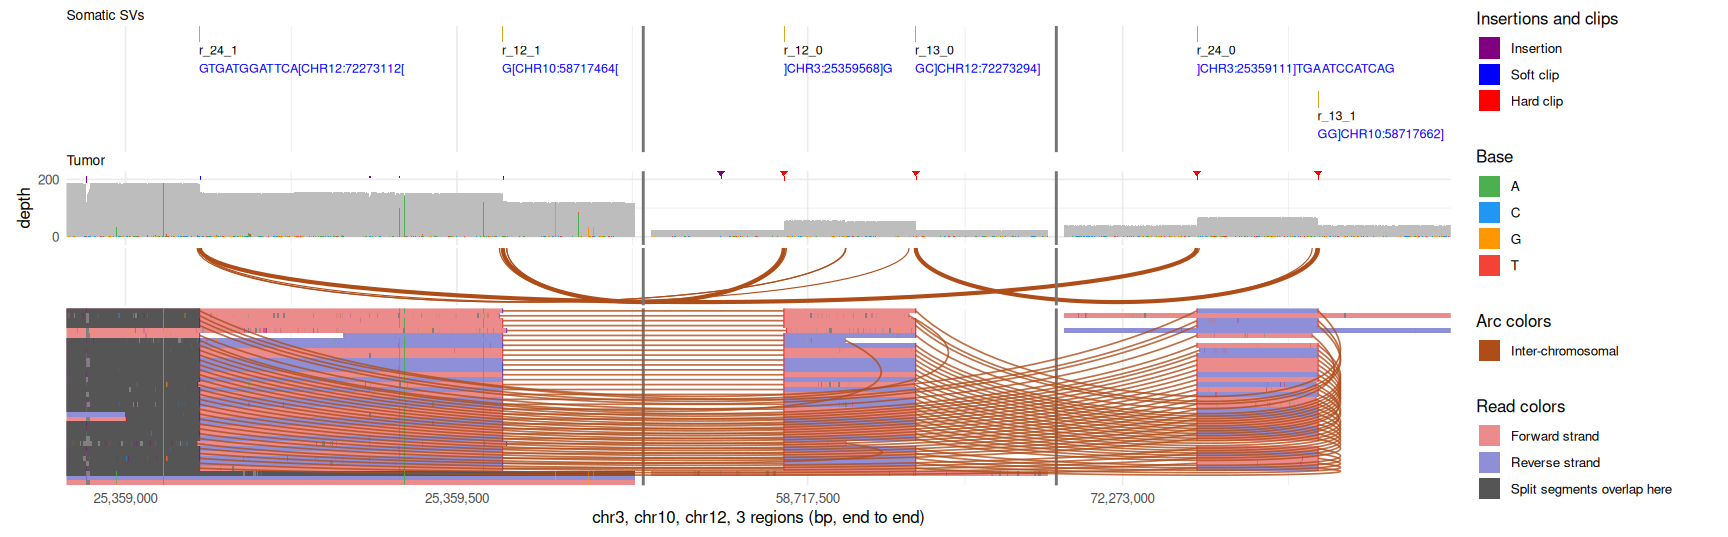 Somatic SVs
r_24_1
GTGATGGATTCA[CHR12:72273112[
r_12_1
G[CHR10:58717464[
r_12_0
]CHR3:25359568]G
r_13_0
GC]CHR12:72273294]
r_24_0
]CHR3:25359111]TGAATCCATCAG
r_13_1
GG]CHR10:58717662]
Tumor
200
0
depth
25,359,000
25,359,500
58,717,500
72,273,000
chr3, chr10, chr12, 3 regions (bp, end to end)
Insertions and clips
Insertion
Soft clip
Hard clip
Base
A
C
G
T
Arc colors
Inter-chromosomal
Read colors
Forward strand
Reverse strand
Split segments overlap here